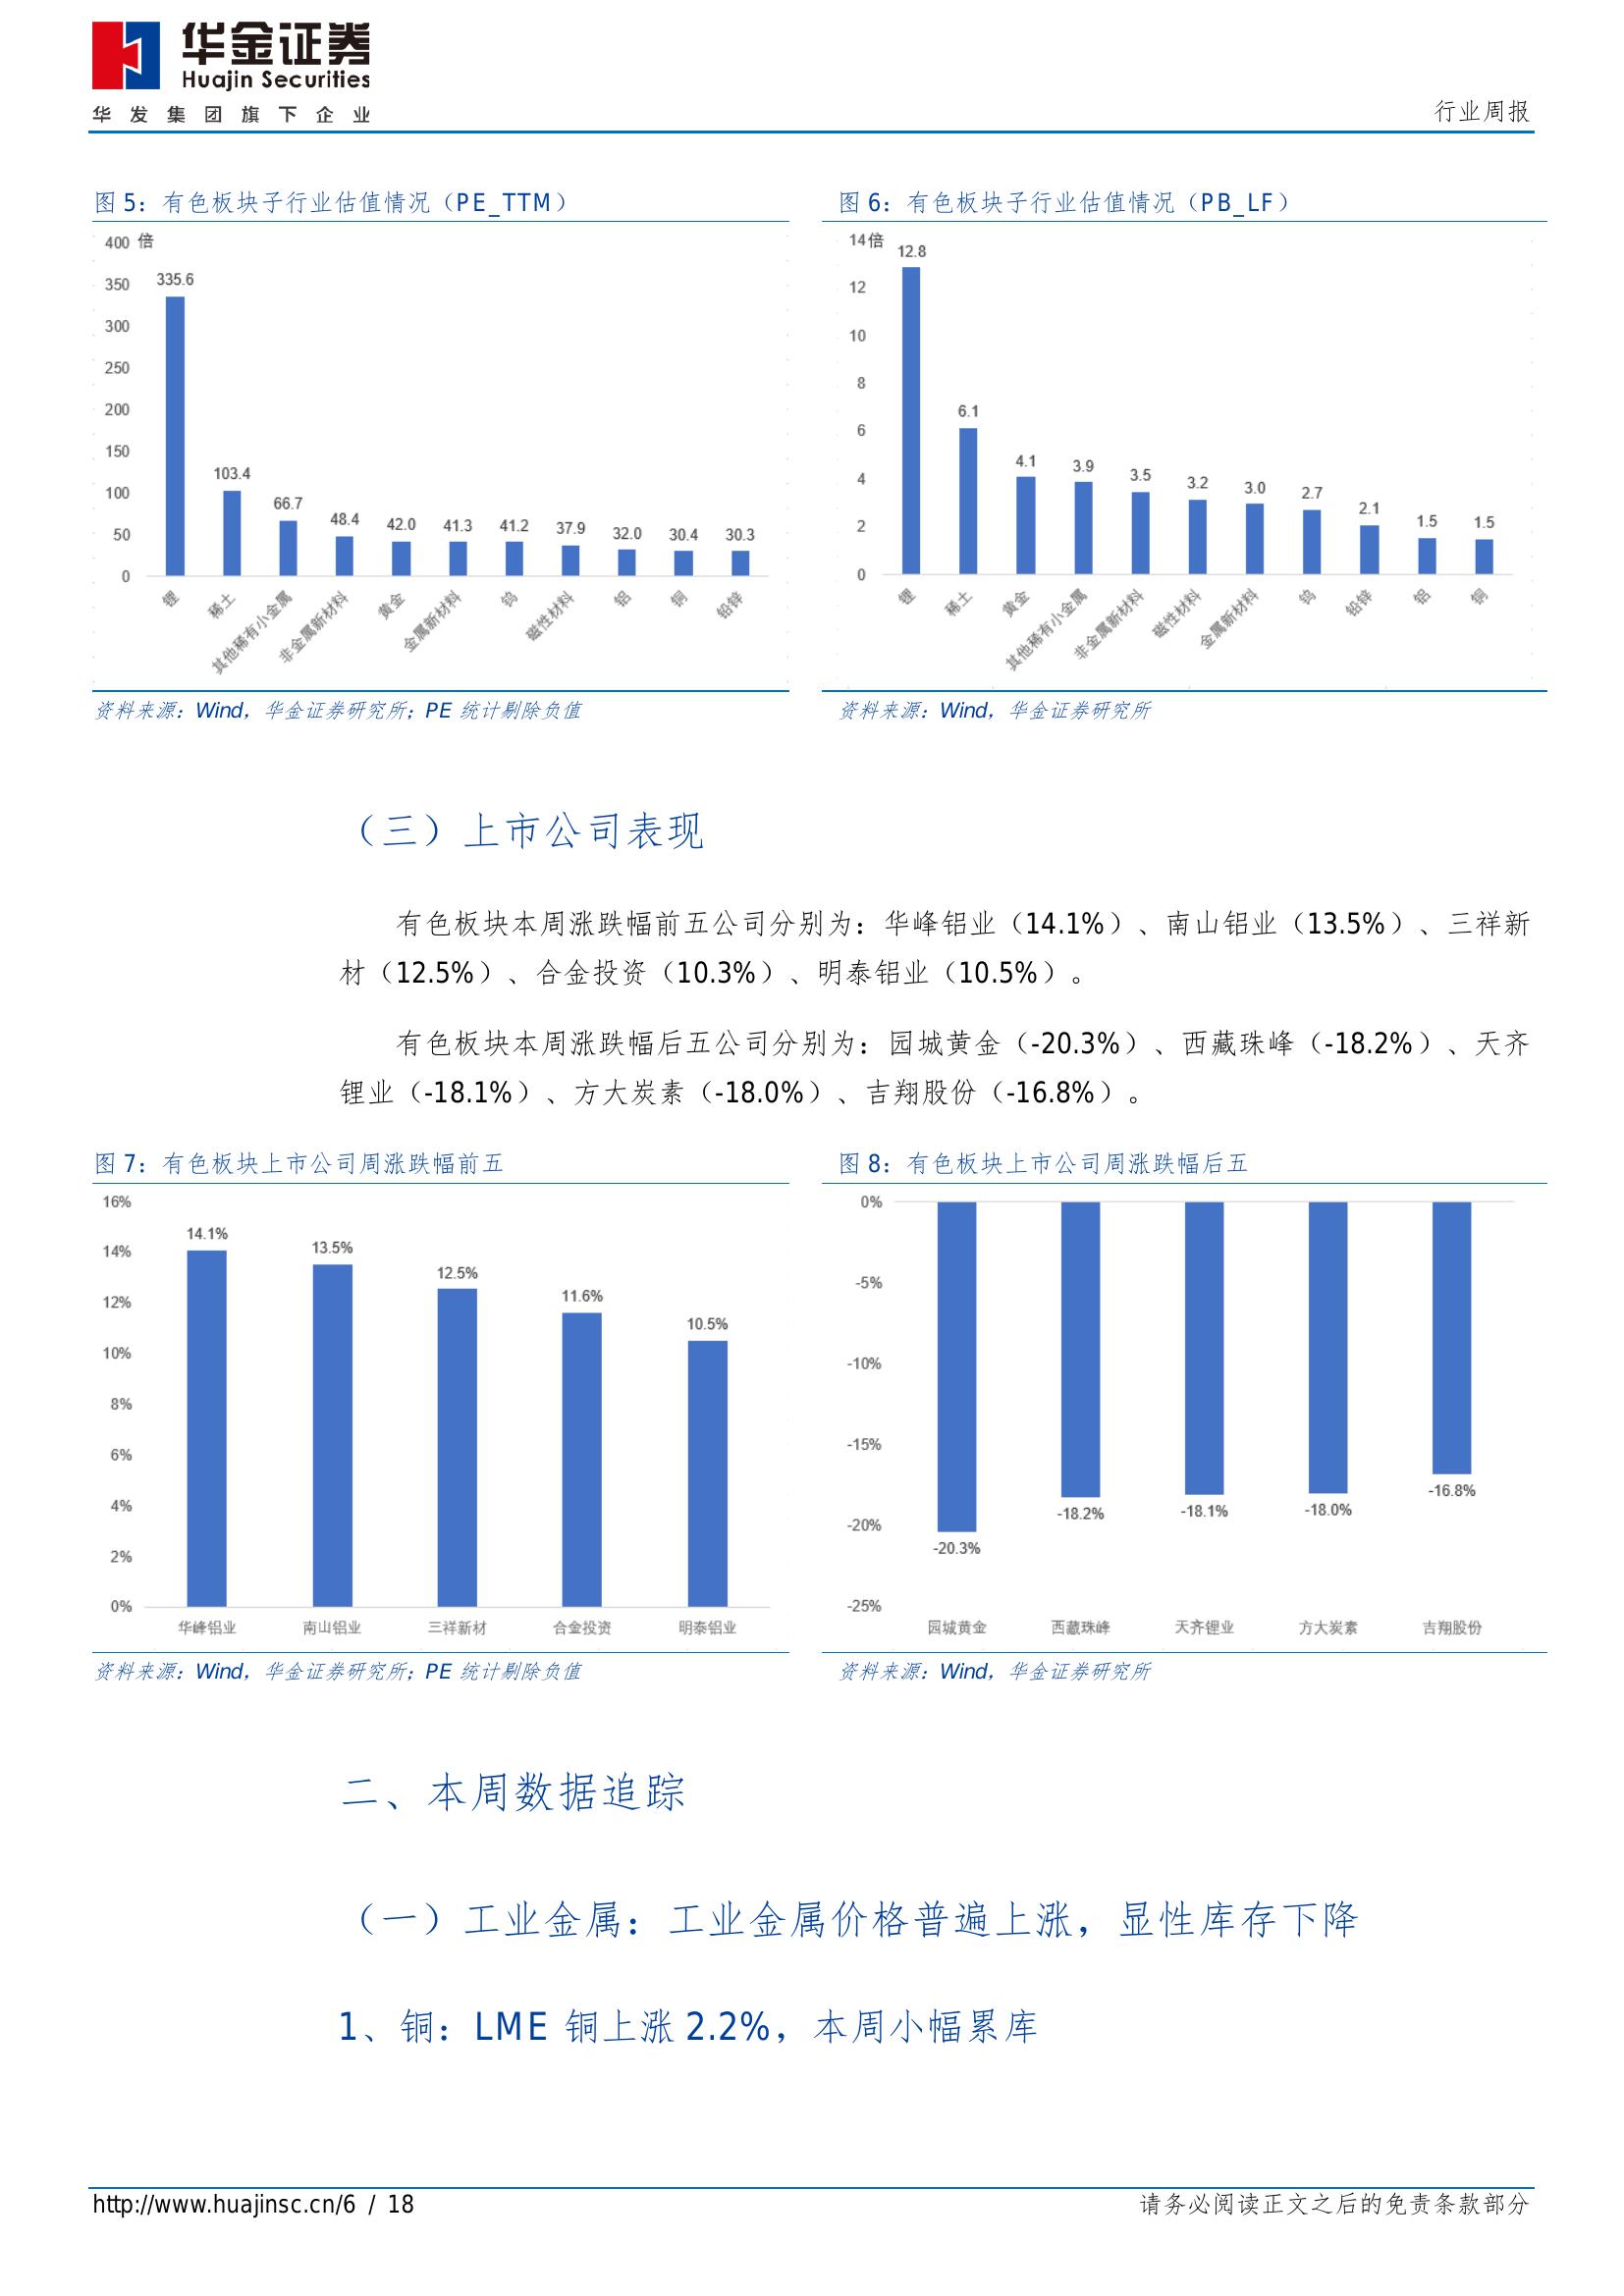 华金证券
Huajin Securities
华发集团旗下企业
行业周报
图 5：有色板块子行业估值情况（PE_TTM）
400 倍
350
300
250
200
150
100
50
0
335.6
103.4
66.7
48.4
42.0
41.3
41.2
37.9
32.0
30.4
30.3
锂
稀土
其他稀有小金属
非金属新材料
黄金
金属新材料
钨
磁性材料
铝
铜
铅锌
资料来源：Wind，华金证券研究所；PE 统计剔除负值
图 6：有色板块子行业估值情况（PB_LF）
14倍
12
10
8
6
4
2
0
12.8
6.1
4.1
3.9
3.5
3.2
3.0
2.7
2.1
1.5
1.5
锂
稀土
黄金
其他稀有小金属
非金属新材料
磁性材料
金属新材料
钨
铅锌
铝
铜
资料来源：Wind，华金证券研究所
（三）上市公司表现
有色板块本周涨跌幅前五公司分别为：华峰铝业（14.1%）、南山铝业（13.5%）、三祥新
材（12.5%）、合金投资（10.3%）、明泰铝业（10.5%）。
有色板块本周涨跌幅后五公司分别为：园城黄金（-20.3%）、西藏珠峰（-18.2%）、天齐
锂业（-18.1%）、方大炭素（-18.0%）、吉翔股份（-16.8%）。
图 7：有色板块上市公司周涨跌幅前五
16%
14%
12%
10%
8%
6%
4%
2%
0%
14.1%
13.5%
12.5%
11.6%
10.5%
华峰铝业
南山铝业
三祥新材
合金投资
明泰铝业
资料来源：Wind，华金证券研究所；PE 统计剔除负值
图 8：有色板块上市公司周涨跌幅后五
0%
-5%
-10%
-15%
-20%
-25%
-20.3%
-18.2%
-18.1%
-18.0%
-16.8%
园城黄金
西藏珠峰
天齐锂业
方大炭素
吉翔股份
资料来源：Wind，华金证券研究所
二、本周数据追踪
（一）工业金属：工业金属价格普遍上涨，显性库存下降
1、铜：LME 铜上涨 2.2%，本周小幅累库
http://www.huajinsc.cn/6 / 18
请务必阅读正文之后的免责条款部分